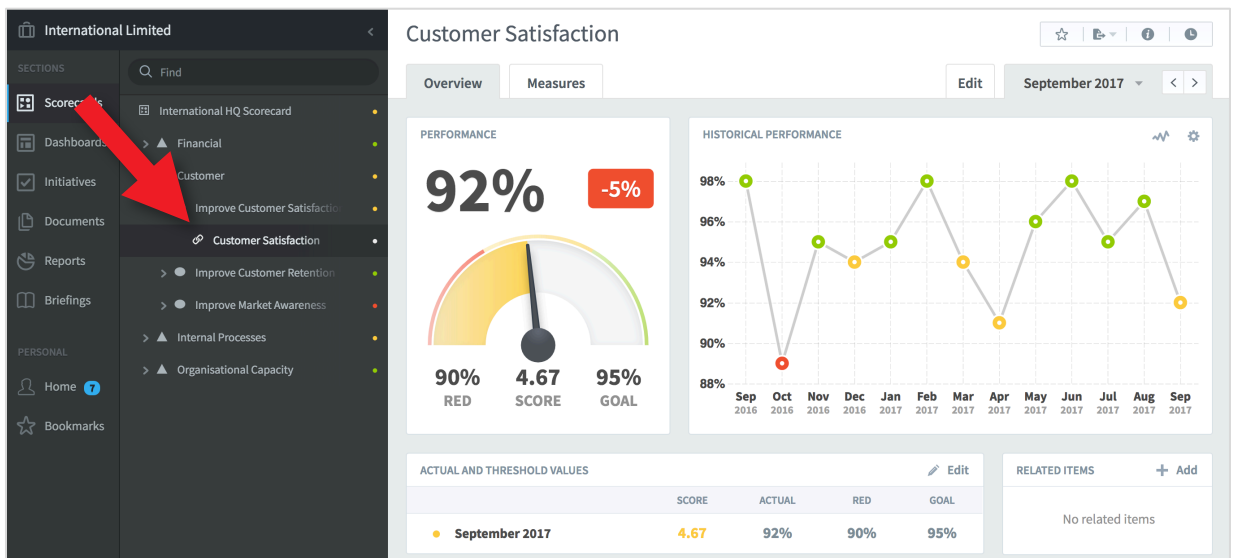 International Limited
SECTIONS
Scorecards
Dashboards
Initiatives
Documents
Reports
Briefings
PERSONAL
Home 7
Bookmarks
Find
International HQ Scorecard
Financial
Customer
Improve Customer Satisfaction
Customer Satisfaction
Improve Customer Retention
Improve Market Awareness
Internal Processes
Organisational Capacity
Customer Satisfaction
Overview Measures Edit September 2017
PERFORMANCE
92% -5%
90% 4.67 95%
RED SCORE GOAL
HISTORICAL PERFORMANCE
98%
96%
94%
92%
90%
88%
Sep Oct Nov Dec Jan Feb Mar Apr May Jun Jul Aug Sep
2016 2016 2016 2016 2017 2017 2017 2017 2017 2017 2017 2017 2017
ACTUAL AND THRESHOLD VALUES Edit
SCORE ACTUAL RED GOAL
September 2017 4.67 92% 90% 95%
RELATED ITEMS Add
No related items